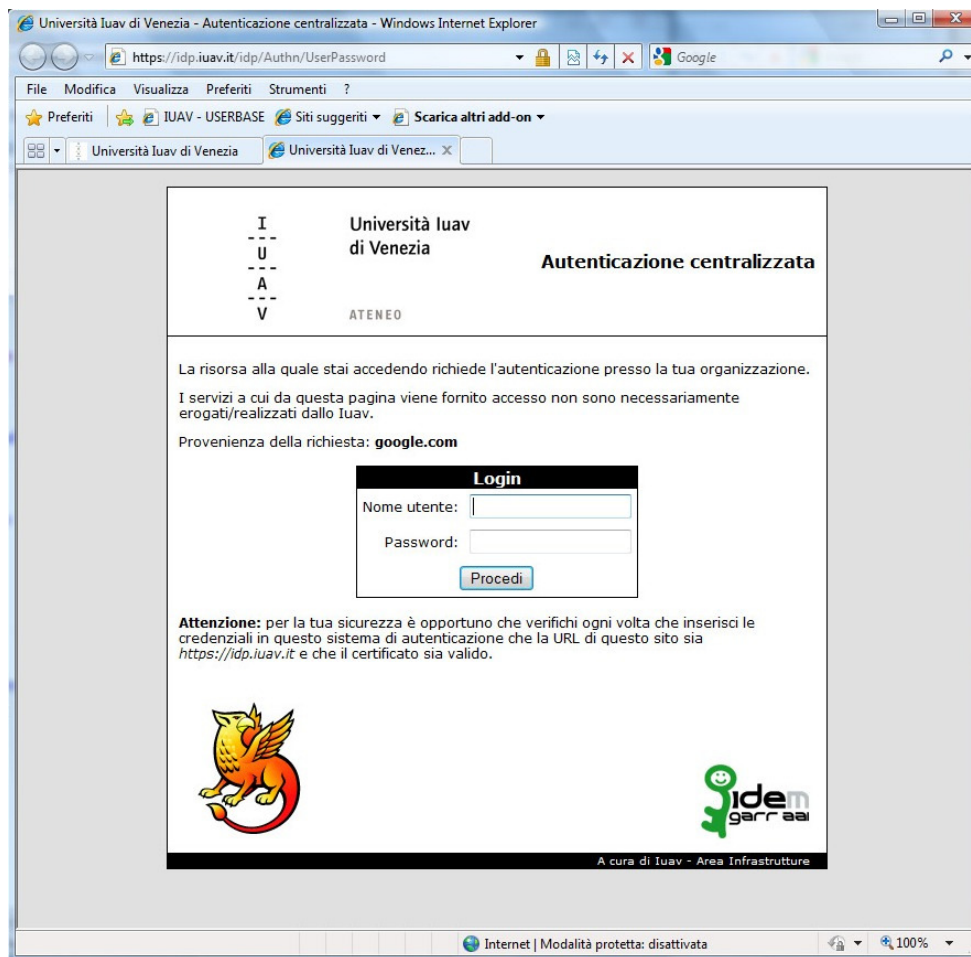 Università Iuav di Venezia - Autenticazione centralizzata - Windows Internet Explorer
https://idp.iuav.it/idp/Authn/UserPassword
Google
File Modifica Visualizza Preferiti Strumenti ?
Preferiti IUAV - USERBASE Siti suggeriti Scarica altri add-on
Università Iuav di Venezia Università Iuav di Venez...
I
---
U
---
A
---
V
Università Iuav
di Venezia
ATENEO
Autenticazione centralizzata
La risorsa alla quale stai accedendo richiede l'autenticazione presso la tua organizzazione.
I servizi a cui da questa pagina viene fornito accesso non sono necessariamente
erogati/realizzati dallo Iuav.
Provenienza della richiesta: google.com
Login
Nome utente:
Password:
Procedi
Attenzione: per la tua sicurezza è opportuno che verifichi ogni volta che inserisci le
credenziali in questo sistema di autenticazione che la URL di questo sito sia
https://idp.iuav.it e che il certificato sia valido.
idem
garr aai
A cura di Iuav - Area Infrastrutture
Internet | Modalità protetta: disattivata
100%